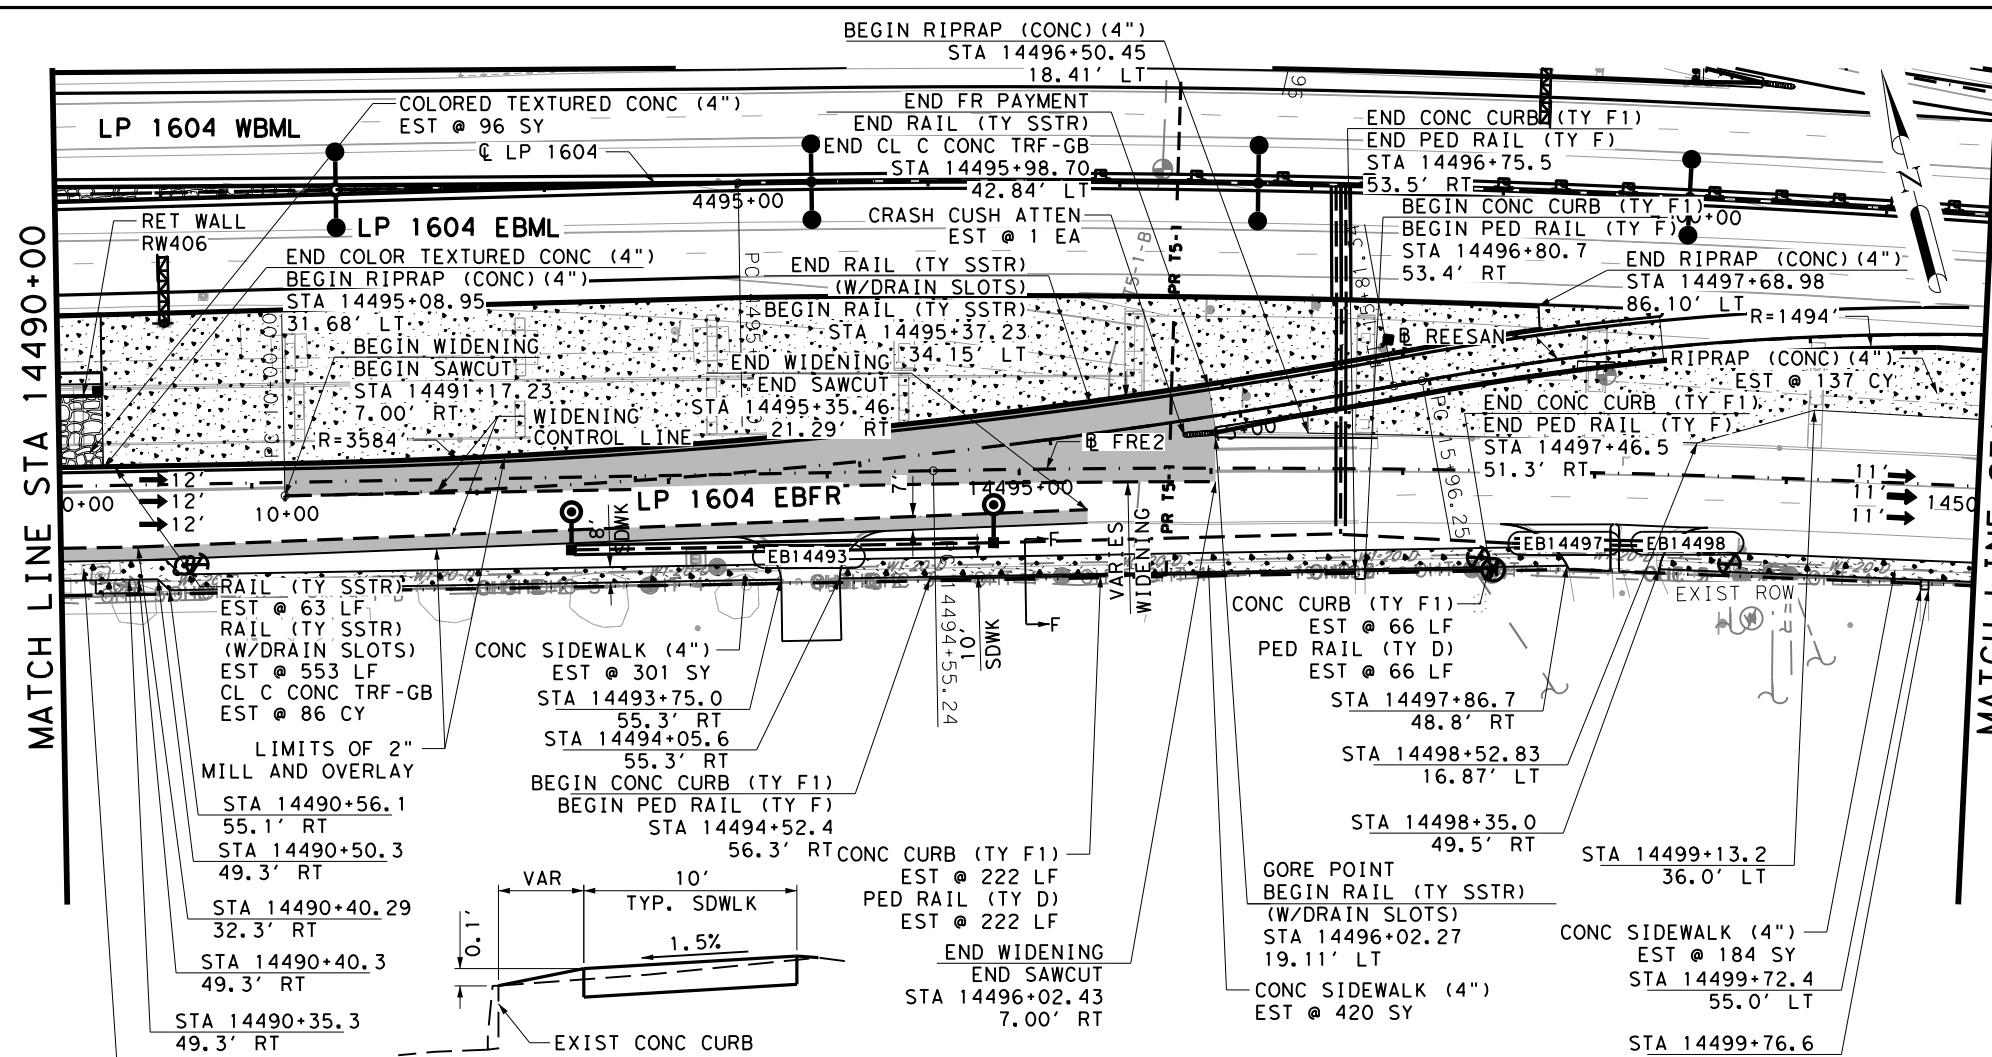 BEGIN RIPRAP (CONC)(4")
STA 14496+50.45
18.41' LT
COLORED TEXTURED CONC (4")
EST @ 96 SY
LP 1604 WBML
℄ LP 1604
END FR PAYMENT
END RAIL (TY SSTR)
END CL C CONC TRF-GB
STA 14495+98.70
42.84' LT
END CONC CURB (TY F1)
END PED RAIL (TY F)
STA 14496+75.5
53.5' RT
4495+00
RET WALL
RW406
LP 1604 EBML
CRASH CUSH ATTEN
EST @ 1 EA
BEGIN CONC CURB (TY F1)
BEGIN PED RAIL (TY F)
STA 14496+80.7
53.4' RT
END COLOR TEXTURED CONC (4")
BEGIN RIPRAP (CONC)(4")
STA 14495+08.95
31.68' LT
END RAIL (TY SSTR)
(W/DRAIN SLOTS)
BEGIN RAIL (TY SSTR)
STA 14495+37.23
34.15' LT
T5-1-B
PR T5-1
END RIPRAP (CONC)(4")
STA 14497+68.98
86.10' LT
R=1494'
BEGIN WIDENING
BEGIN SAWCUT
STA 14491+17.23
7.00' RT
END WIDENING
END SAWCUT
STA 14495+35.46
21.29' RT
REESAN
RIPRAP (CONC)(4")
EST @ 137 CY
WIDENING
CONTROL LINE
R=3584'
FRE2
END CONC CURB (TY F1)
END PED RAIL (TY F)
STA 14497+46.5
51.3' RT
MATCH LINE STA 14490+00
12'
12'
12'
0+00
10+00
LP 1604 EBFR
14495+00
7'
8'
SDWK
PR T5-
11'
11'
11'
1450
EB14493
EB14497
EB14498
F
F
VARIES
WIDENING
EXIST ROW
RAIL (TY SSTR)
EST @ 63 LF
RAIL (TY SSTR)
(W/DRAIN SLOTS)
EST @ 553 LF
CL C CONC TRF-GB
EST @ 86 CY
CONC SIDEWALK (4")
EST @ 301 SY
STA 14493+75.0
55.3' RT
STA 14494+05.6
55.3' RT
BEGIN CONC CURB (TY F1)
BEGIN PED RAIL (TY F)
STA 14494+52.4
56.3' RT
4494+55.24
10'
SDWK
CONC CURB (TY F1)
EST @ 66 LF
PED RAIL (TY D)
EST @ 66 LF
STA 14497+86.7
48.8' RT
STA 14498+52.83
16.87' LT
STA 14498+35.0
49.5' RT
LIMITS OF 2"
MILL AND OVERLAY
STA 14490+56.1
55.1' RT
STA 14490+50.3
49.3' RT
STA 14490+40.29
32.3' RT
STA 14490+40.3
49.3' RT
STA 14490+35.3
49.3' RT
VAR
10'
TYP. SDWLK
0.1'
1.5%
EXIST CONC CURB
CONC CURB (TY F1)
EST @ 222 LF
PED RAIL (TY D)
EST @ 222 LF
END WIDENING
END SAWCUT
STA 14496+02.43
7.00' RT
GORE POINT
BEGIN RAIL (TY SSTR)
(W/DRAIN SLOTS)
STA 14496+02.27
19.11' LT
CONC SIDEWALK (4")
EST @ 420 SY
STA 14499+13.2
36.0' LT
CONC SIDEWALK (4")
EST @ 184 SY
STA 14499+72.4
55.0' LT
STA 14499+76.6